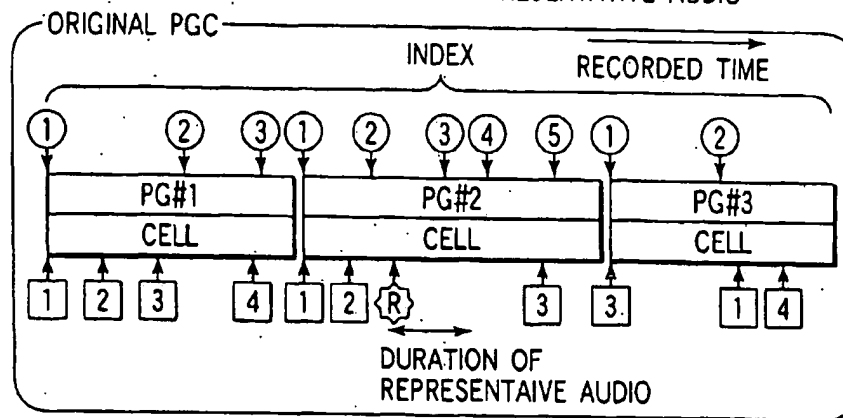 ORIGINAL PGC
INDEX
RECORDED TIME
1 2 3 1 2 3 4 5 1 2
PG#1 PG#2 PG#3
CELL CELL CELL
1 2 3 4 1 2 R 3 3 1 4
DURATION OF
REPRESENTAIVE AUDIO